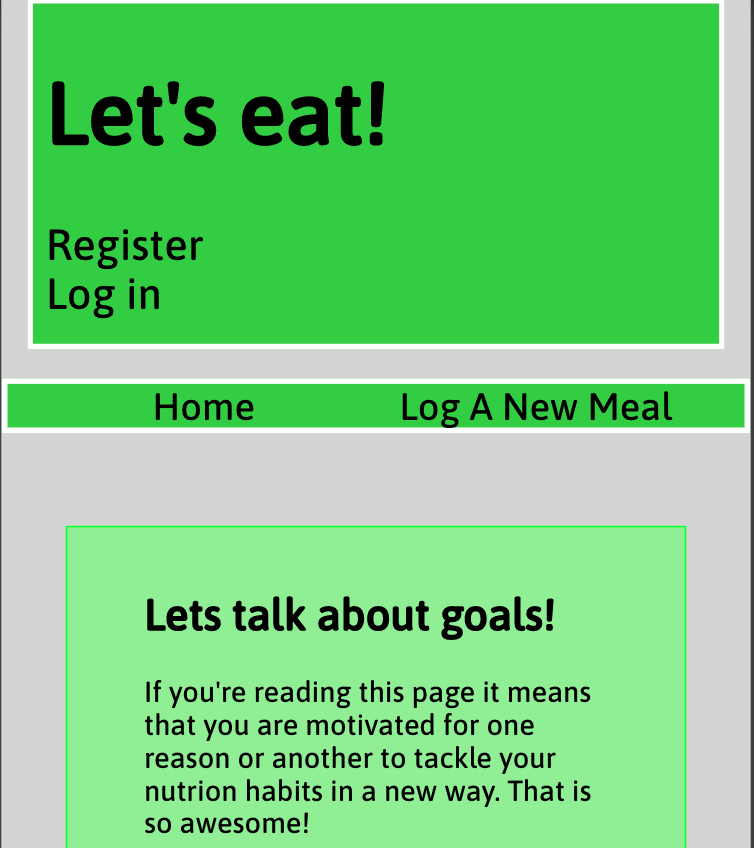 Let's eat!
Register
Log in
Home Log A New Meal
Lets talk about goals!
If you're reading this page it means
that you are motivated for one
reason or another to tackle your
nutrion habits in a new way. That is
so awesome!